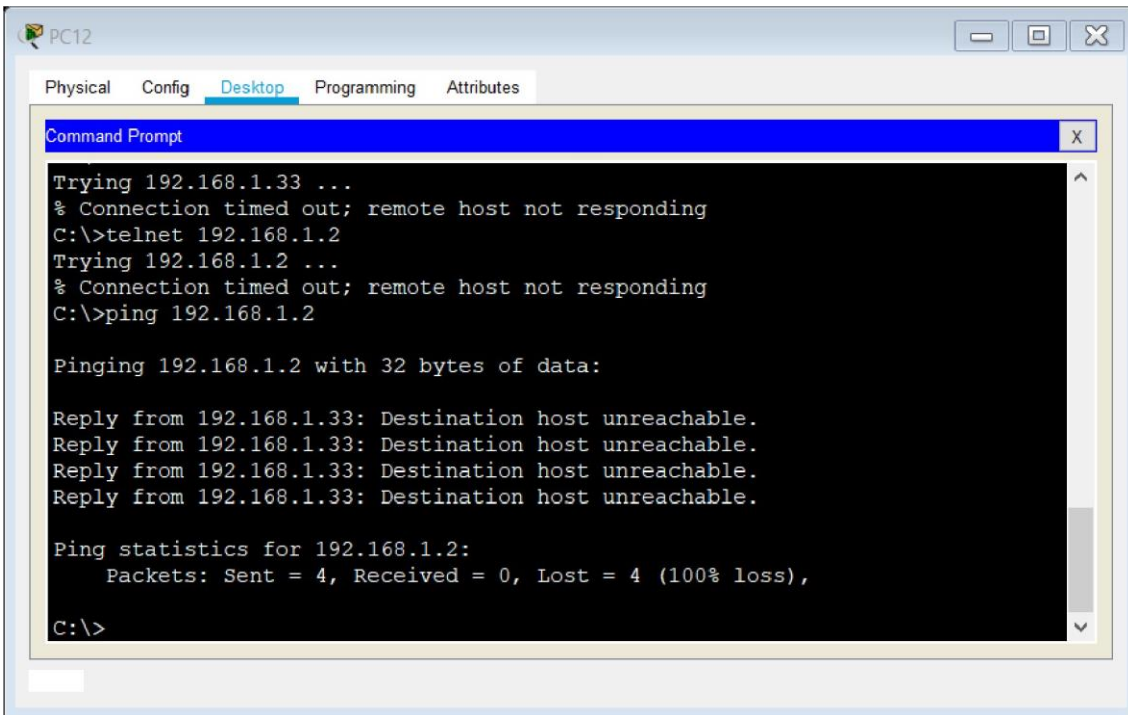 PC12
Physical Config Desktop Programming Attributes
Command Prompt
X
Trying 192.168.1.33 ...
% Connection timed out; remote host not responding
C:\>telnet 192.168.1.2
Trying 192.168.1.2 ...
% Connection timed out; remote host not responding
C:\>ping 192.168.1.2
Pinging 192.168.1.2 with 32 bytes of data:
Reply from 192.168.1.33: Destination host unreachable.
Reply from 192.168.1.33: Destination host unreachable.
Reply from 192.168.1.33: Destination host unreachable.
Reply from 192.168.1.33: Destination host unreachable.
Ping statistics for 192.168.1.2:
Packets: Sent = 4, Received = 0, Lost = 4 (100% loss),
C:\>